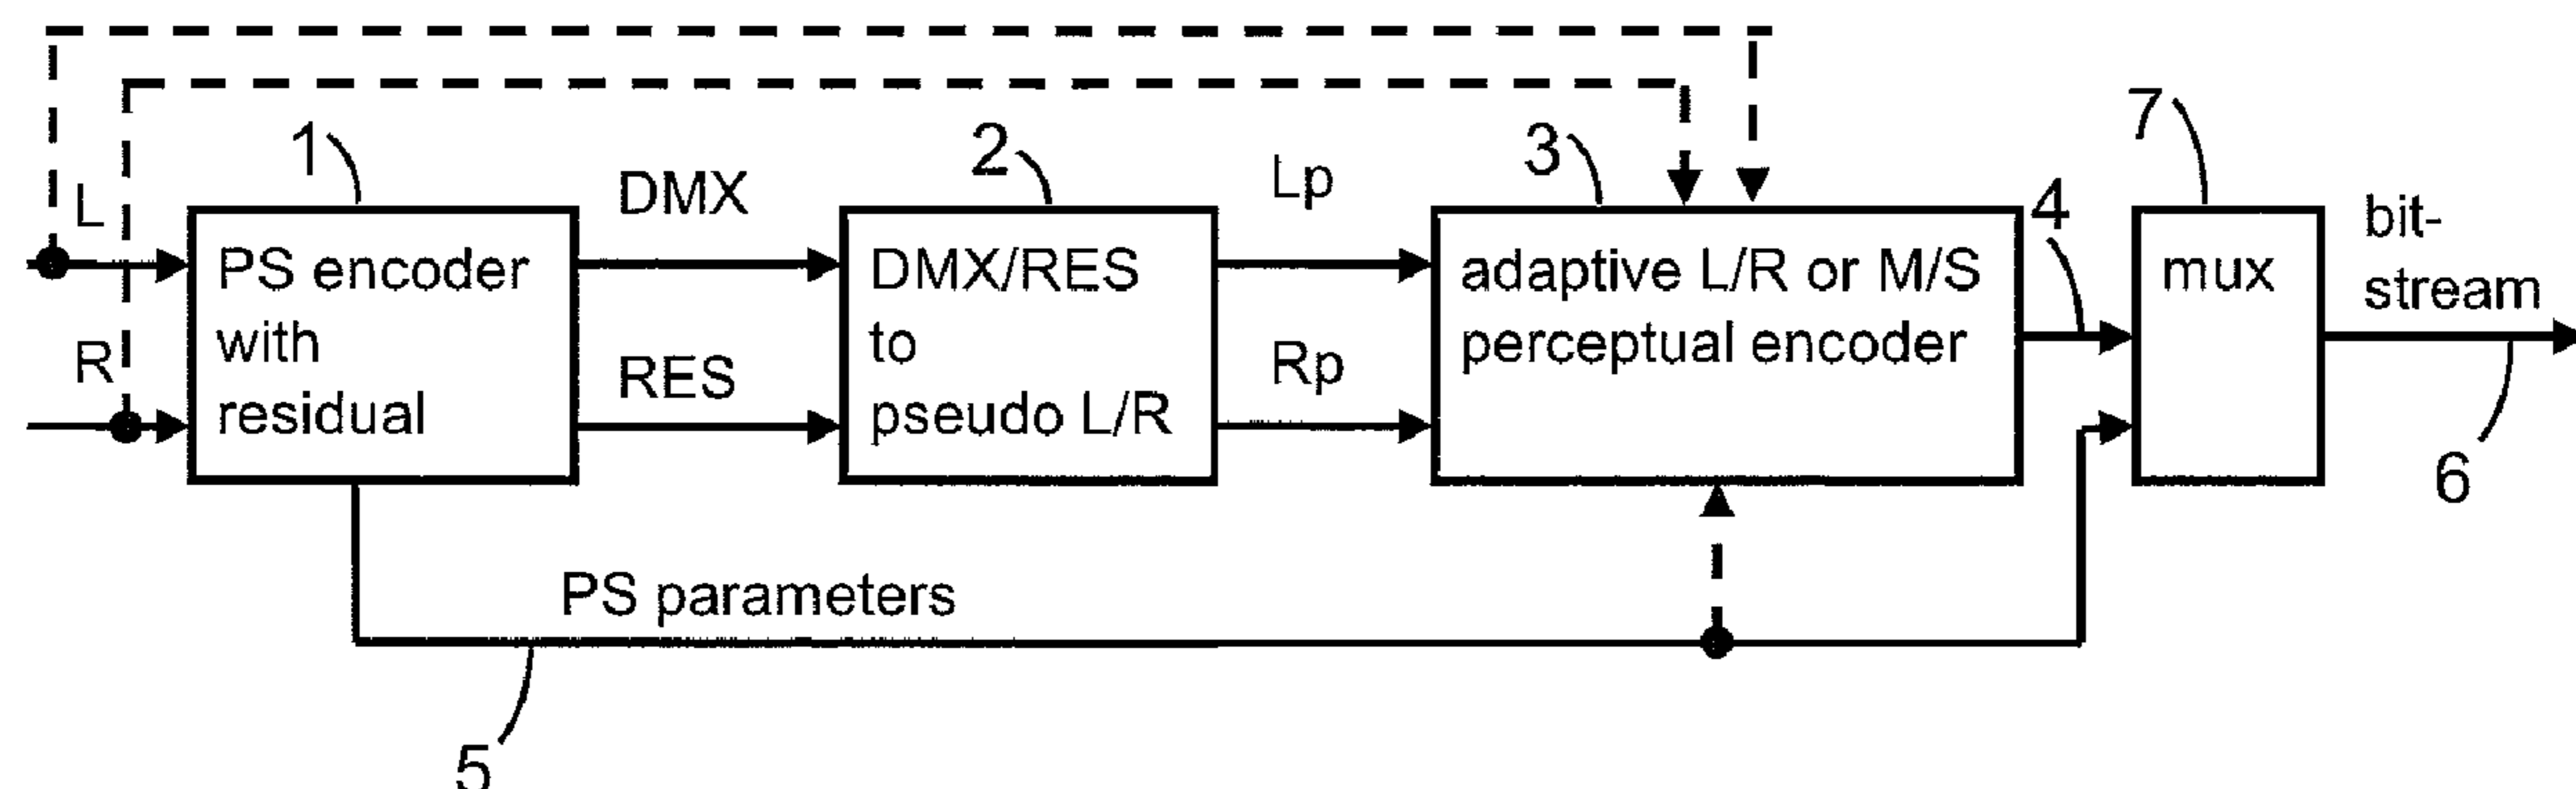 1
2
3
4
7
L
R
PS encoder
with
residual
DMX
RES
DMX/RES
to
pseudo L/R
Lp
Rp
adaptive L/R or M/S
perceptual encoder
mux
bit-
stream
6
PS parameters
5